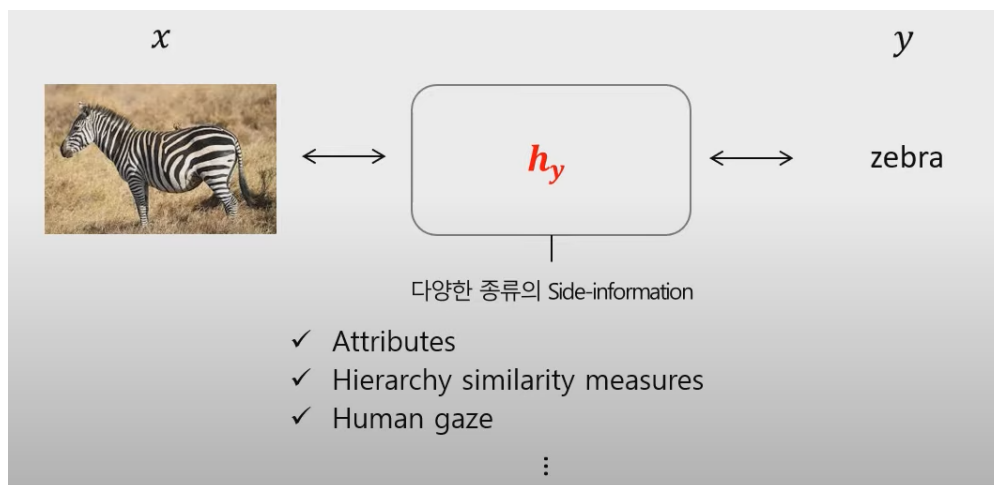 x
y
h_y
zebra
다양한 종류의 Side-information
✓ Attributes
✓ Hierarchy similarity measures
✓ Human gaze
⋮